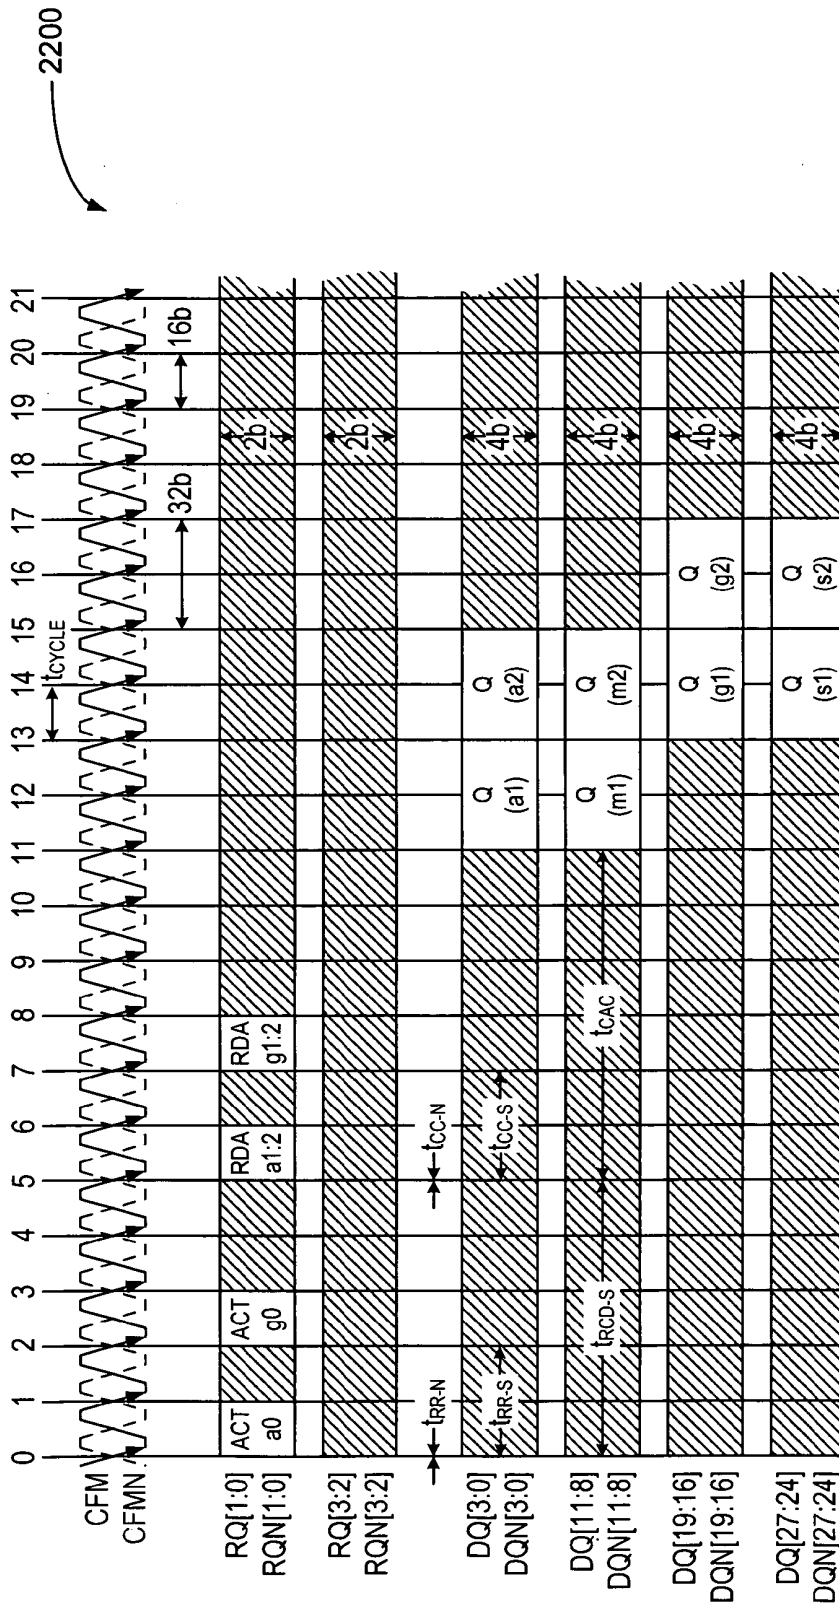 2200
0 1 2 3 4 5 6 7 8 9 10 11 12 13 14 15 16 17 18 19 20 21
CFM
CFMN
tCYCLE
32b
16b
RQ[1:0]
RQN[1:0]
ACT
a0
ACT
g0
RDA
a1:2
RDA
g1:2
2b
RQ[3:2]
RQN[3:2]
2b
tRR-N
tCC-N
DQ[3:0]
DQN[3:0]
tRR-S
tCC-S
Q
(a1)
Q
(a2)
4b
DQ[11:8]
DQN[11:8]
tRCD-S
tCAC
Q
(m1)
Q
(m2)
4b
DQ[19:16]
DQN[19:16]
Q
(g1)
Q
(g2)
4b
DQ[27:24]
DQN[27:24]
Q
(s1)
Q
(s2)
4b